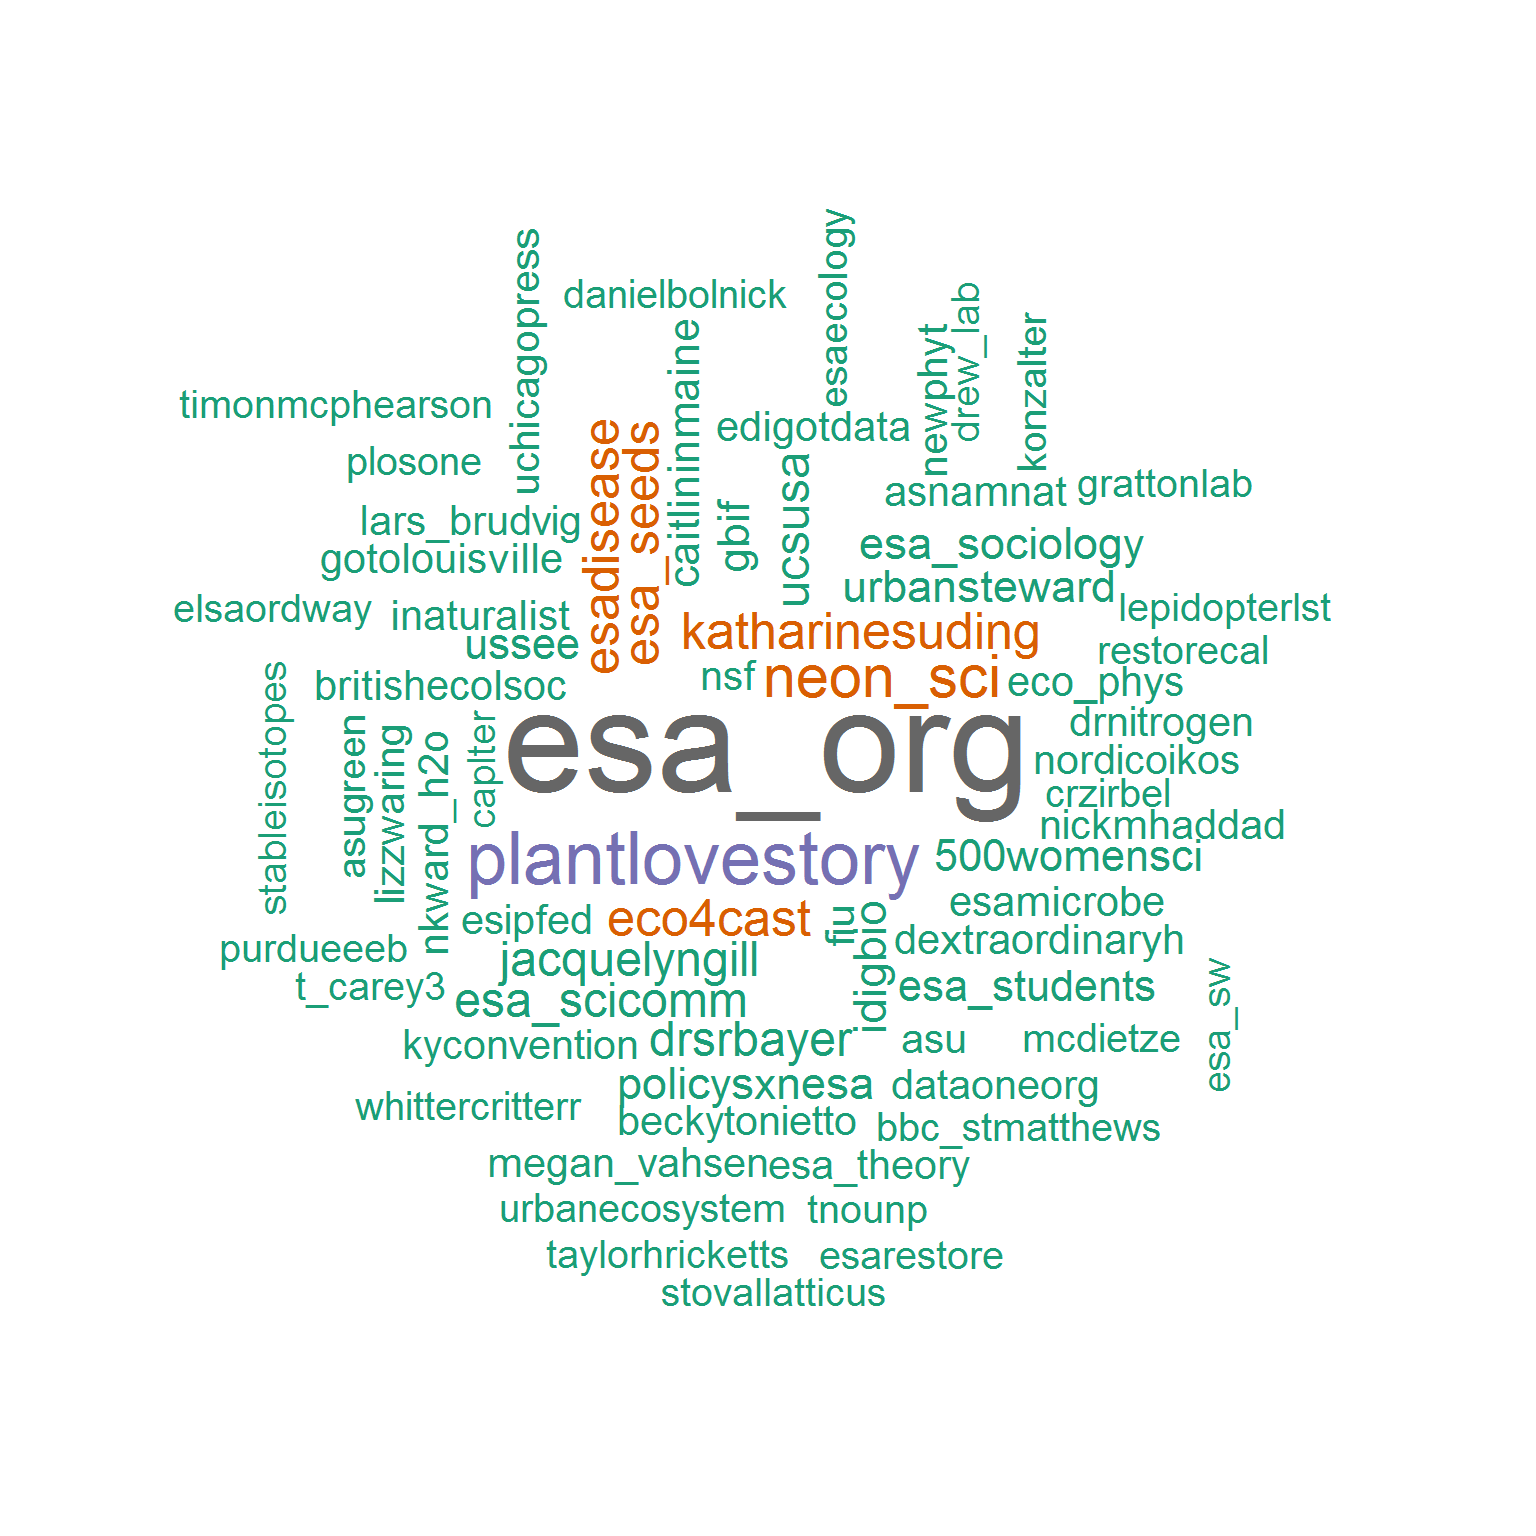 esaecology
uchicagopress
danielbolnick
drew_lab
konzalter
caitlininmaine
newphyt
timonmcphearson
edigotdata
esadisease
esa_seeds
plosone
ucsusa
grattonlab
asnamnat
gbif
lars_brudvig
esa_sociology
gotolouisville
urbansteward
elsaordway
inaturalist
lepidopterlst
katharinesuding
ussee
restorecal
nsf
neon_sci
eco_phys
britishecolsoc
stableisotopes
asugreen
lizzwaring
nkward_h2o
caplter
esa_org
drnitrogen
nordicoikos
crzirbel
nickmhaddad
plantlovestory
500womensci
esamicrobe
esipfed
eco4cast
fiu
idigbio
dextraordinaryh
purdueeeb
jacquelyngill
t_carey3
esa_scicomm
esa_students
esa_sw
kyconvention
drsrbayer
asu
mcdietze
policysxnesa
dataoneorg
whittercritterr
beckytonietto
bbc_stmatthews
megan_vahsen
esa_theory
urbanecosystem
tnounp
taylorhricketts
esarestore
stovallatticus